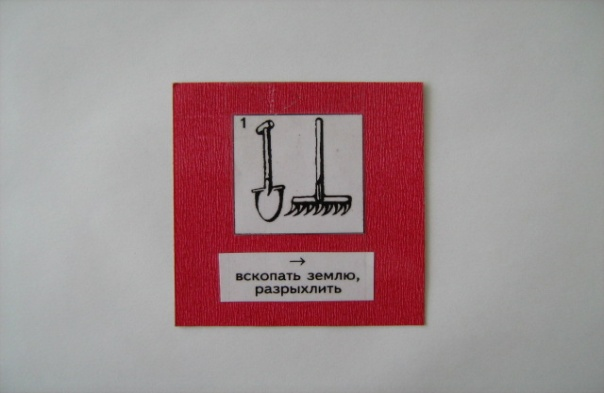 1
→
вскопать землю,
разрыхлить